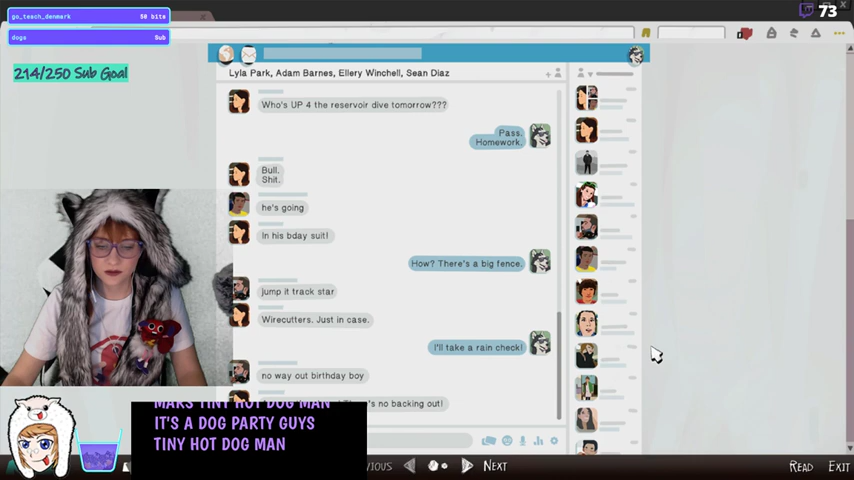 go_teach_denmark 50 bits
73
dogs Sub
214/250 Sub Goal
Lyla Park, Adam Barnes, Ellery Winchell, Sean Diaz
Who's UP 4 the reservoir dive tomorrow???
Pass.
Homework.
Bull.
Shit.
he's going
In his bday suit!
How? There's a big fence.
jump it track star
Wirecutters. Just in case.
I'll take a rain check!
no way out birthday boy
no backing out!
TINY HOT DOG MAN
IT'S A DOG PARTY GUYS
TINY HOT DOG MAN
NEXT
READ
EXIT